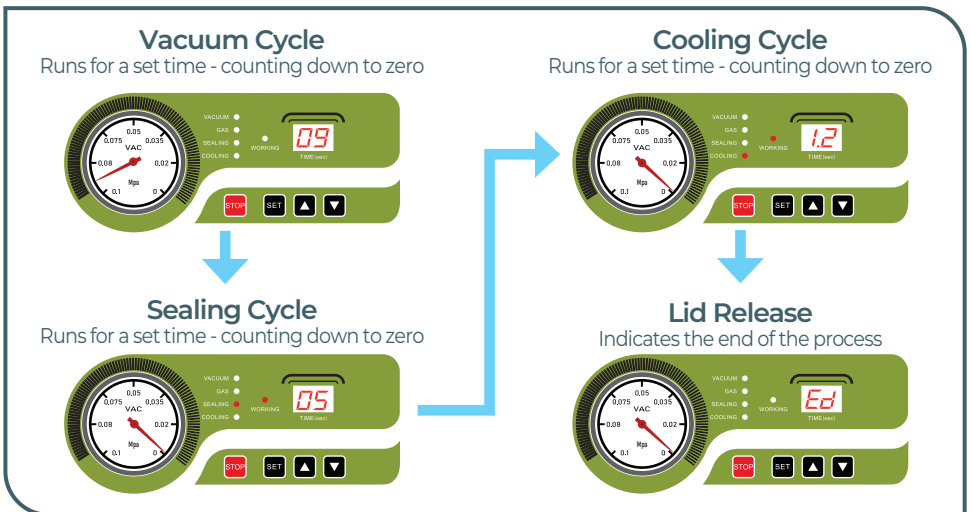 Vacuum Cycle
Runs for a set time - counting down to zero
VACUUM
GAS
SEALING
COOLING
WORKING
09
TIME(sec)
0.05
0.075
0.035
VAC
0.08
0.02
Mpa
0.1
0
STOP
SET
Sealing Cycle
Runs for a set time - counting down to zero
VACUUM
GAS
SEALING
COOLING
WORKING
05
TIME(sec)
0.05
0.075
0.035
VAC
0.08
0.02
Mpa
0.1
0
STOP
SET
Cooling Cycle
Runs for a set time - counting down to zero
VACUUM
GAS
SEALING
COOLING
WORKING
1.2
TIME(sec)
0.05
0.075
0.035
VAC
0.08
0.02
Mpa
0.1
0
STOP
SET
Lid Release
Indicates the end of the process
VACUUM
GAS
SEALING
COOLING
WORKING
Ed
TIME(sec)
0.05
0.075
0.035
VAC
0.08
0.02
Mpa
0.1
0
STOP
SET